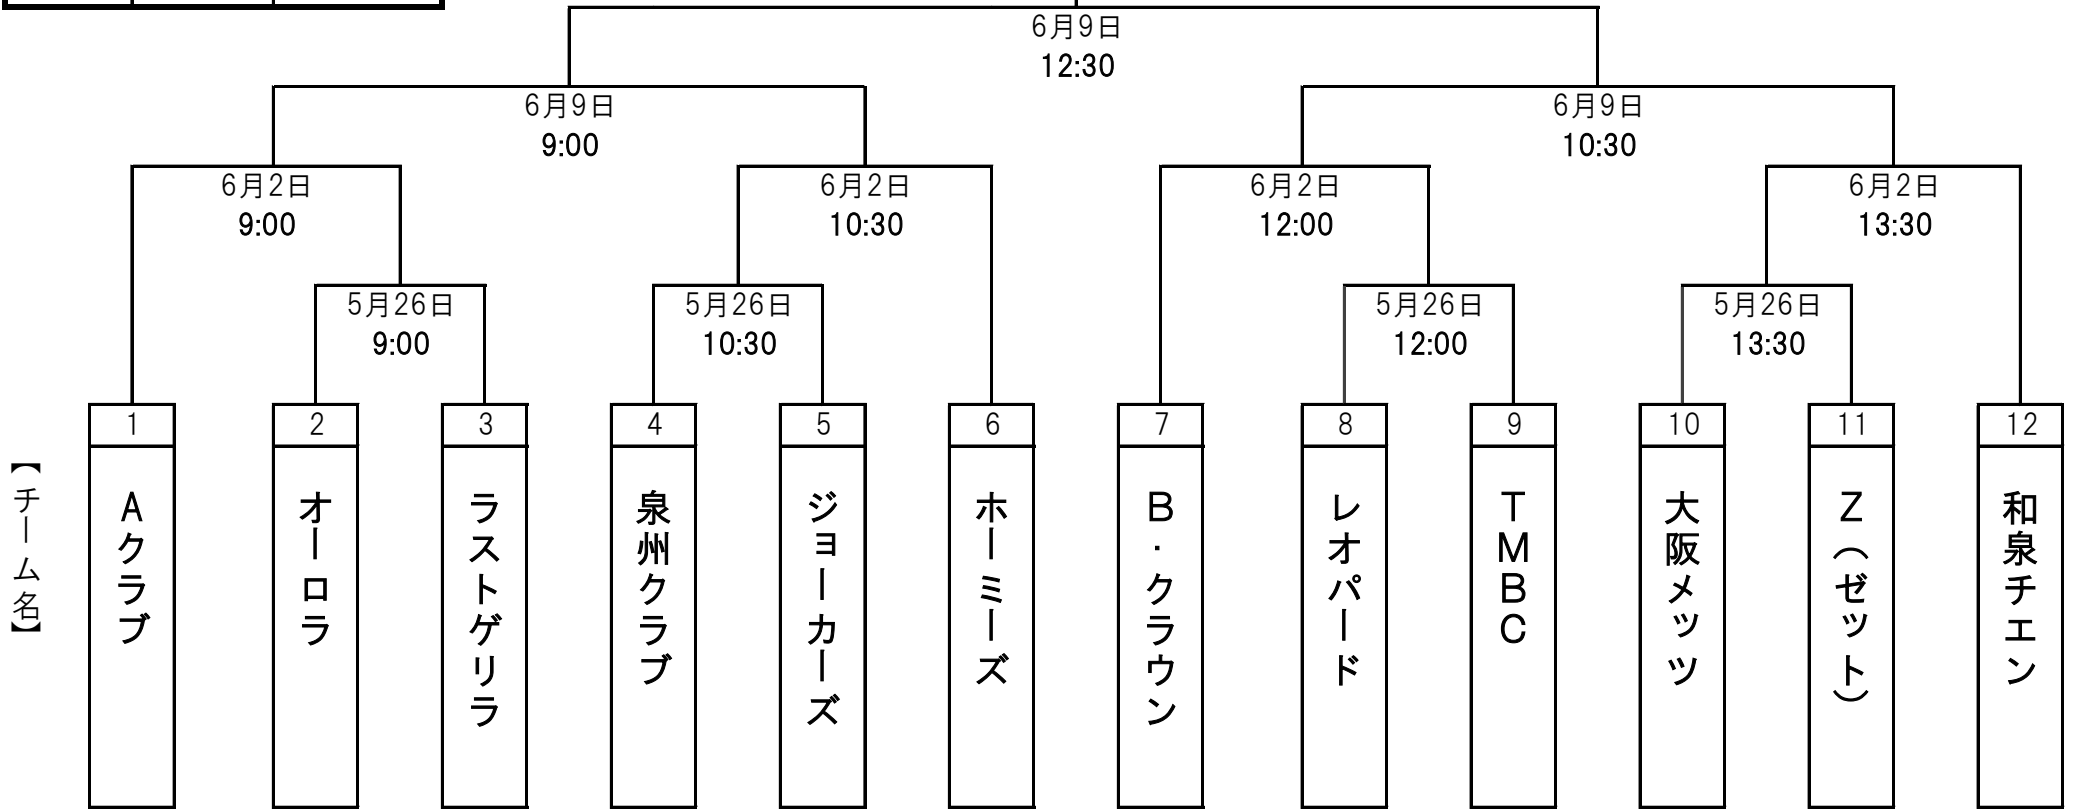 6月9日
12:30
6月9日
9:00
6月9日
10:30
6月2日
9:00
6月2日
10:30
6月2日
12:00
6月2日
13:30
5月26日
9:00
5月26日
10:30
5月26日
12:00
5月26日
13:30
1
2
3
4
5
6
7
8
9
10
11
12
【チーム名】
Aクラブ
オーロラ
ラストゲリラ
泉州クラブ
ジョーカーズ
ホーミーズ
B・クラウン
レオパード
TMBC
大阪メッツ
Z(ゼット)
和泉チエン